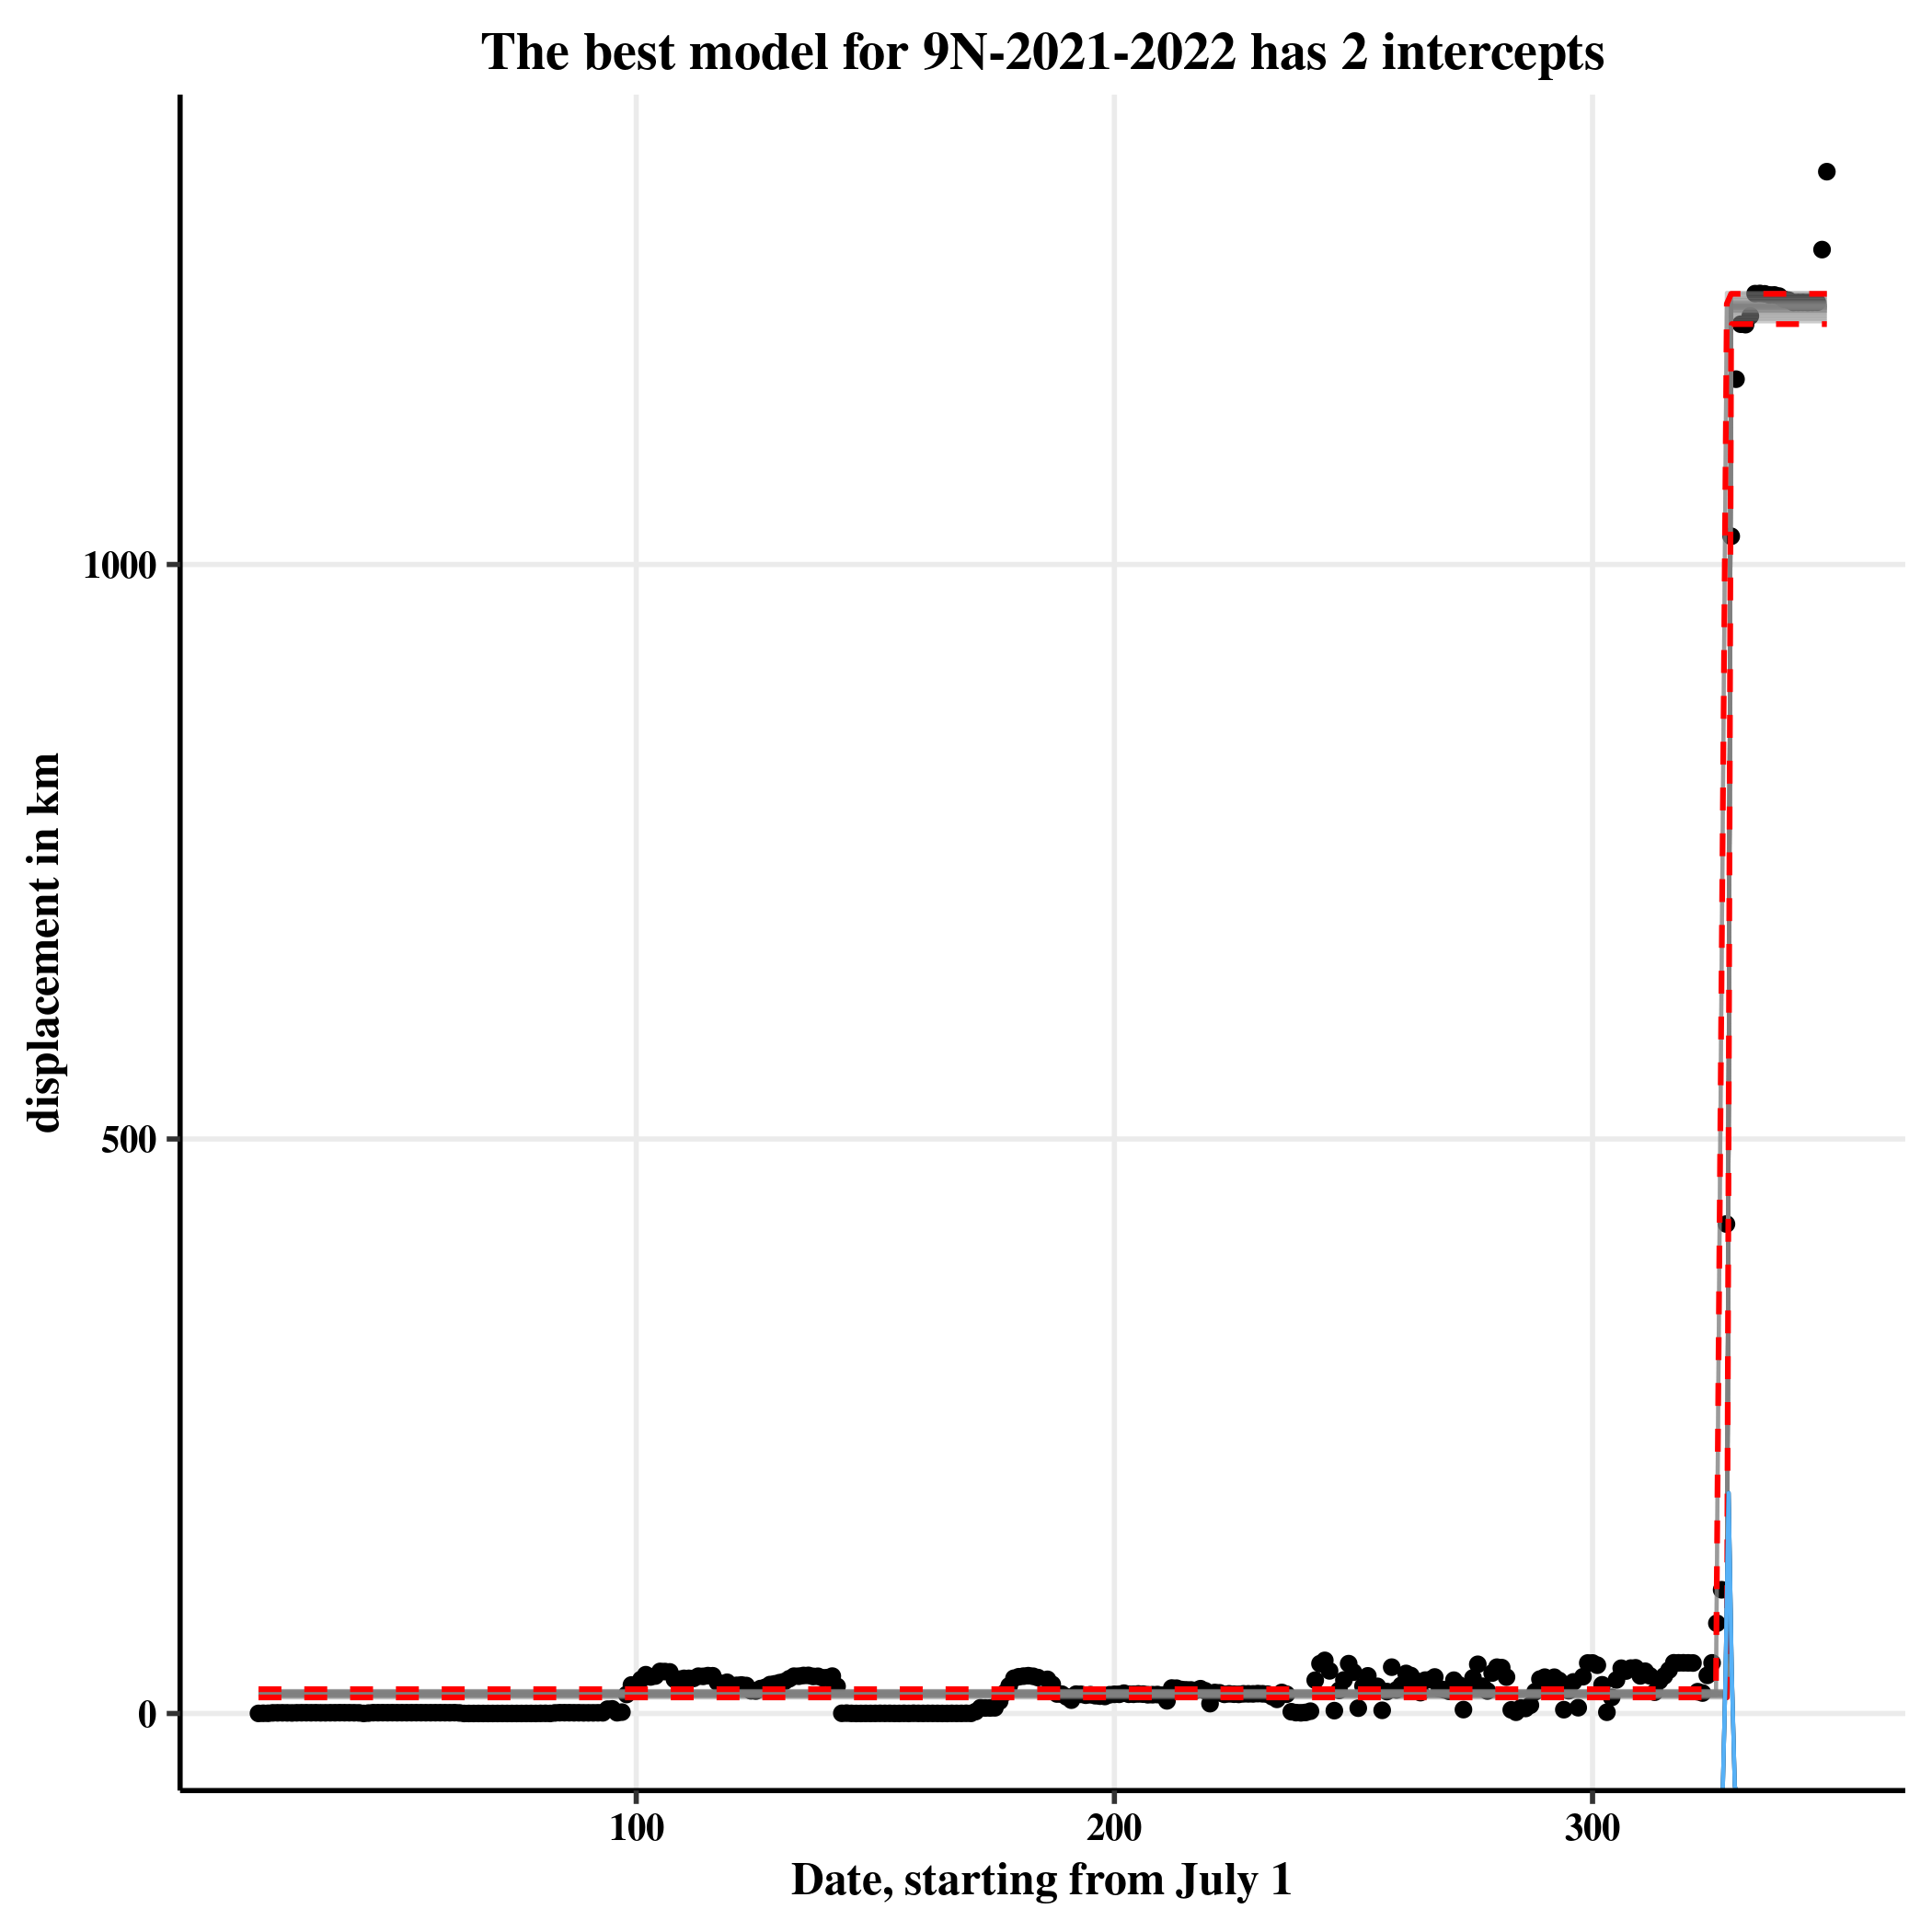 The best model for 9N-2021-2022 has 2 intercepts
1000
500
0
displacement in km
100 200 300
Date, starting from July 1